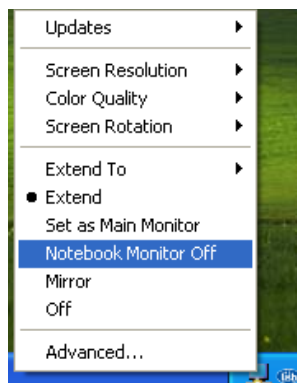 Updates
Screen Resolution
Color Quality
Screen Rotation
Extend To
Extend
Set as Main Monitor
Notebook Monitor Off
Mirror
Off
Advanced...